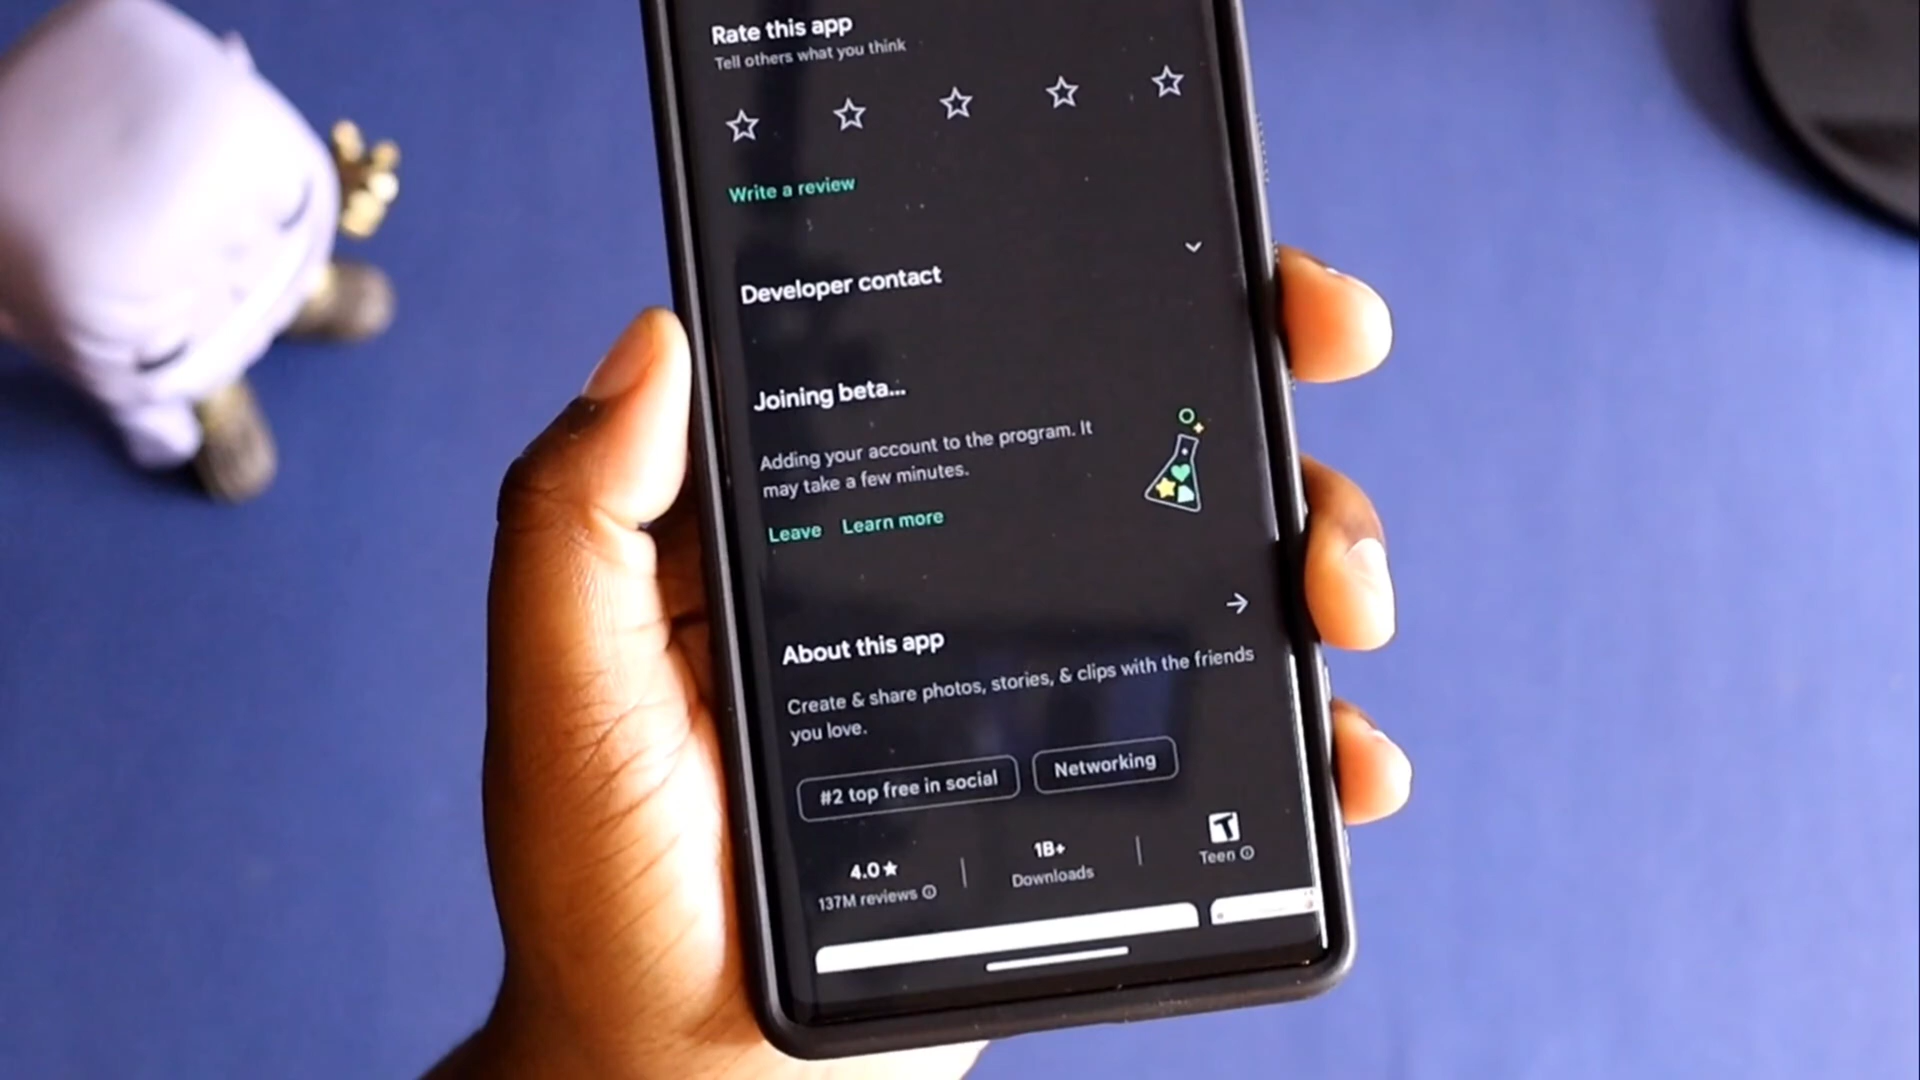 Rate this app
Tell others what you think
Write a review
Developer contact
Joining beta...
Adding your account to the program. It
may take a few minutes.
Leave Learn more
About this app
Create & share photos, stories, & clips with the friends
you love.
#2 top free in social Networking
4.0★ 1B+ T
137M reviews Downloads Teen